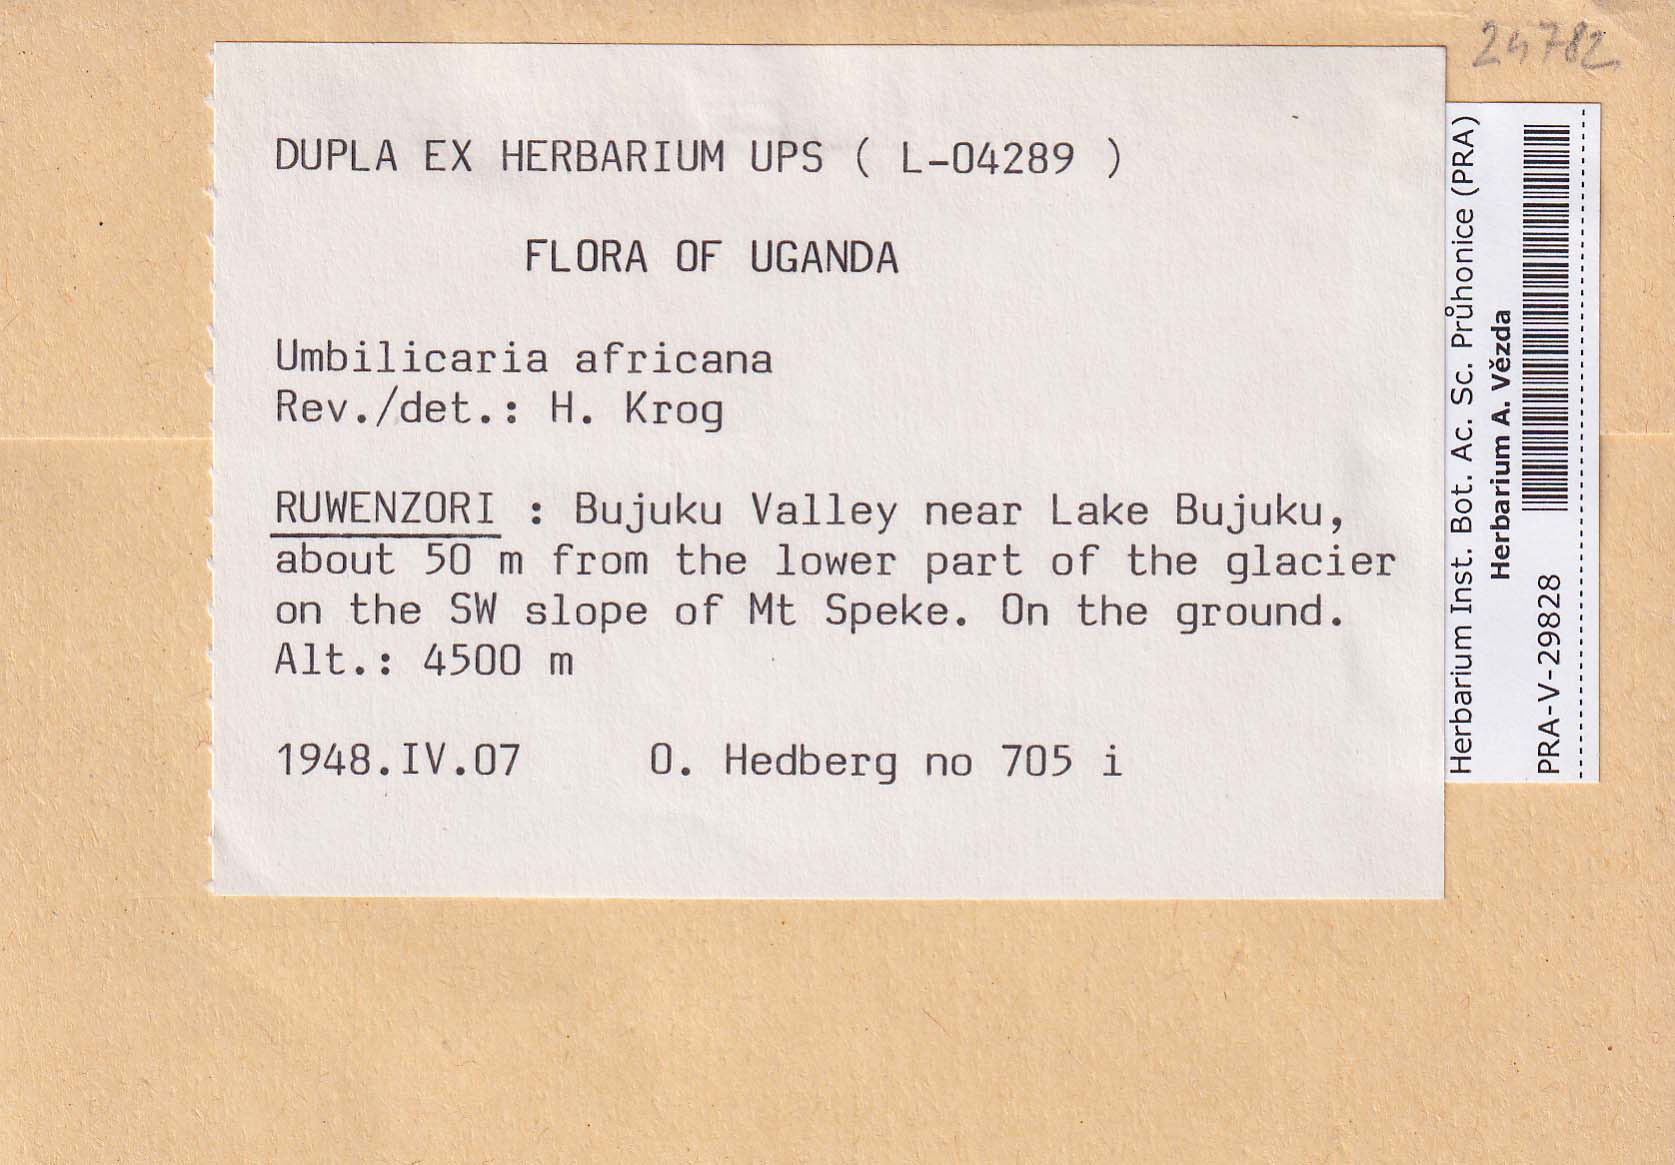 24782
DUPLA EX HERBARIUM UPS ( L-04289 )
FLORA OF UGANDA
Umbilicaria africana
Rev./det.: H. Krog
RUWENZORI : Bujuku Valley near Lake Bujuku,
about 50 m from the lower part of the glacier
on the SW slope of Mt Speke. On the ground.
Alt.: 4500 m
1948.IV.07 O. Hedberg no 705 i
Herbarium Inst. Bot. Ac. Sc. Průhonice (PRA)
Herbarium A. Vězda
PRA-V-29828